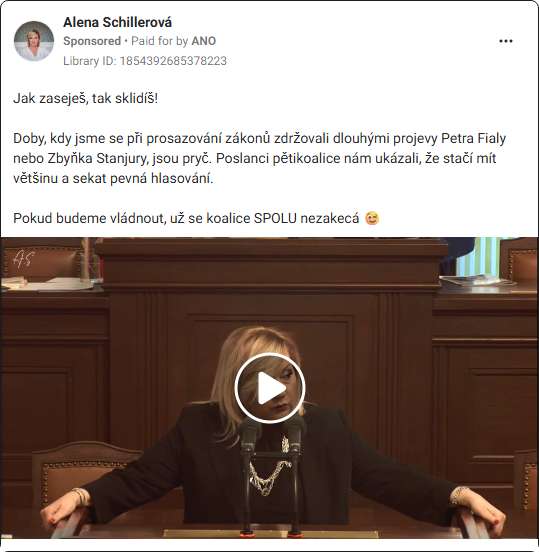 Alena Schillerová
Sponsored • Paid for by ANO
Library ID: 1854392685378223
Jak zaseješ, tak sklidíš!
Doby, kdy jsme se při prosazování zákonů zdržovali dlouhými projevy Petra Fialy
nebo Zbyňka Stanjury, jsou pryč. Poslanci pětikoalice nám ukázali, že stačí mít
většinu a sekat pevná hlasování.
Pokud budeme vládnout, už se koalice SPOLU nezakecá 😉
AS